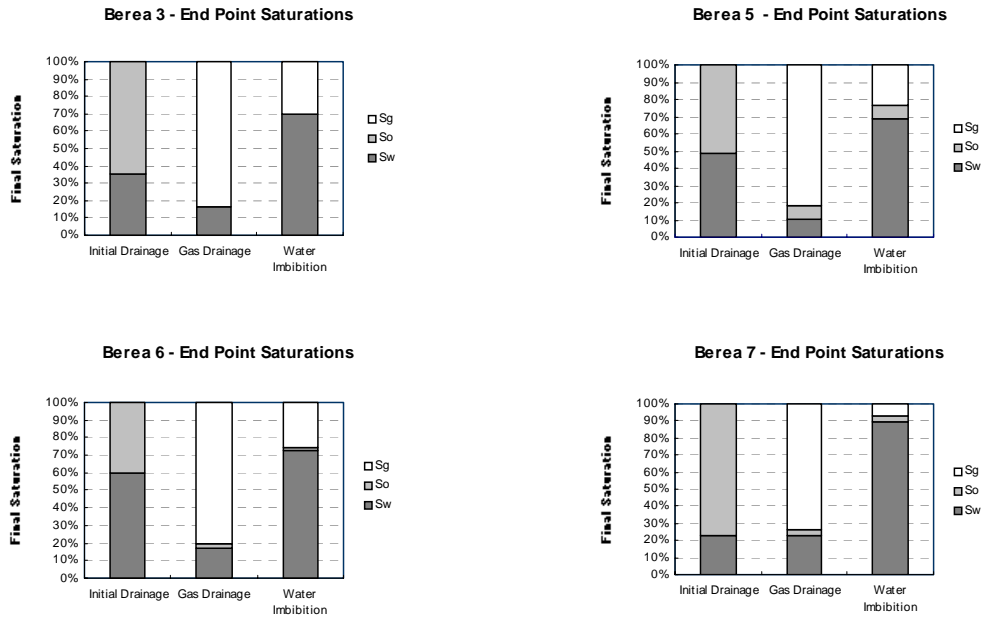 Berea 3 - End Point Saturations
Final Saturation
100%
90%
80%
70%
60%
50%
40%
30%
20%
10%
0%
Initial Drainage Gas Drainage Water
Imbibition
Sg
So
Sw
Berea 5 - End Point Saturations
Final Saturation
100%
90%
80%
70%
60%
50%
40%
30%
20%
10%
0%
Initial Drainage Gas Drainage Water
Imbibition
Sg
So
Sw
Berea 6 - End Point Saturations
Final Saturation
100%
90%
80%
70%
60%
50%
40%
30%
20%
10%
0%
Initial Drainage Gas Drainage Water
Imbibition
Sg
So
Sw
Berea 7 - End Point Saturations
Final Saturation
100%
90%
80%
70%
60%
50%
40%
30%
20%
10%
0%
Initial Drainage Gas Drainage Water
Imbibition
Sg
So
Sw